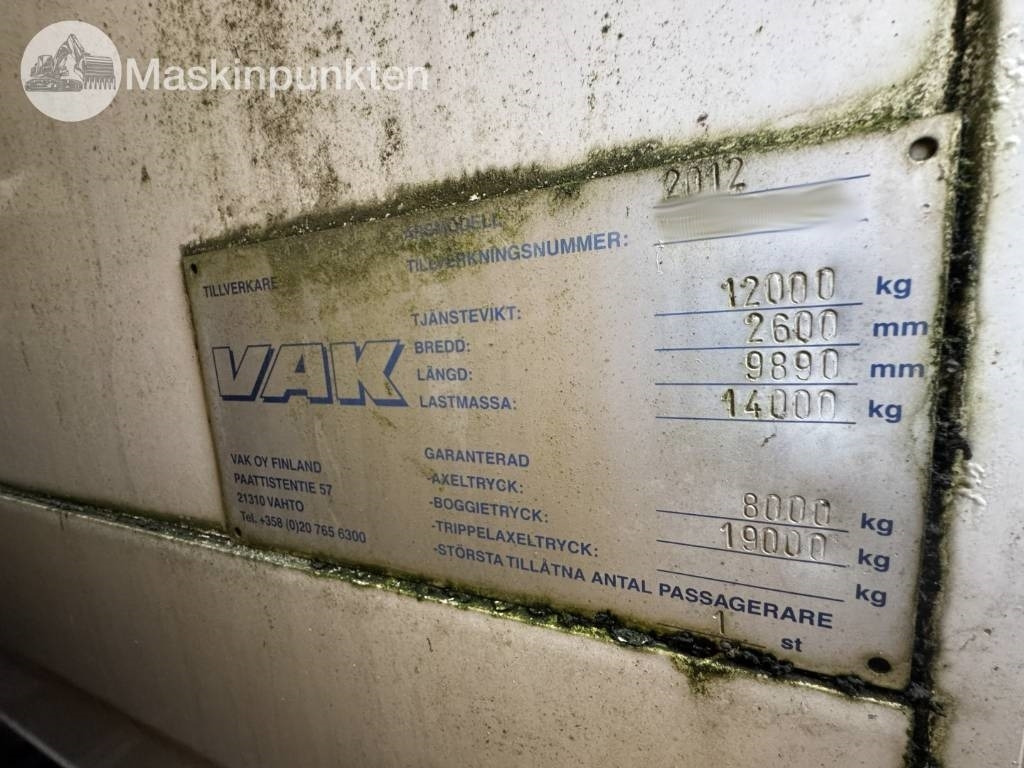 Maskinpunkten
ÅRSMODELL: 2012
TILLVERKARE TILLVERKNINGSNUMMER:
VAK
TJÄNSTEVIKT: 12000 kg
BREDD: 2600 mm
LÄNGD: 9890 mm
LASTMASSA: 14000 kg
VAK OY FINLAND
PAATTISTENTIE 57
21310 VAHTO
Tel. +358 (0)20 765 6300
GARANTERAD
-AXELTRYCK: 8000 kg
-BOGGIETRYCK: 19000 kg
-TRIPPELAXELTRYCK: kg
-STÖRSTA TILLÅTNA ANTAL PASSAGERARE
1 st